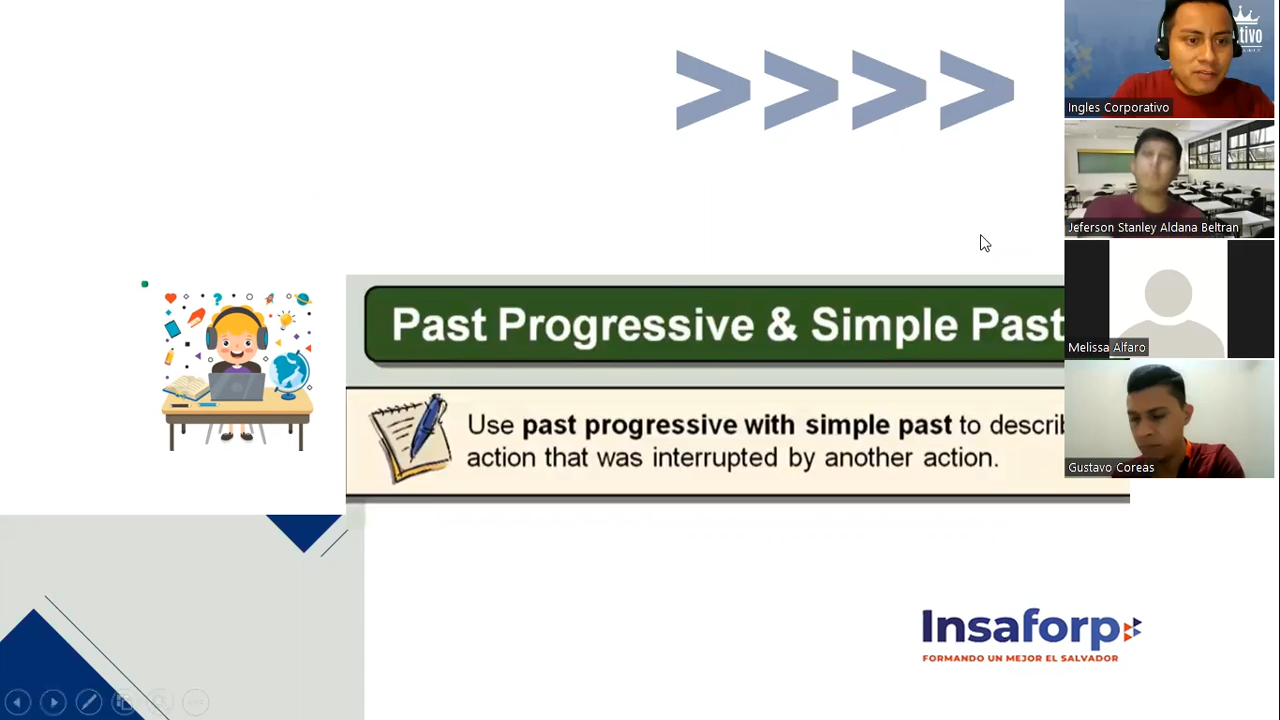 tivo
Ingles Corporativo
Jeferson Stanley Aldana Beltran
Melissa Alfaro
Gustavo Coreas
Past Progressive & Simple Past
Use past progressive with simple past to describ
action that was interrupted by another action.
Insaforp
FORMANDO UN MEJOR EL SALVADOR